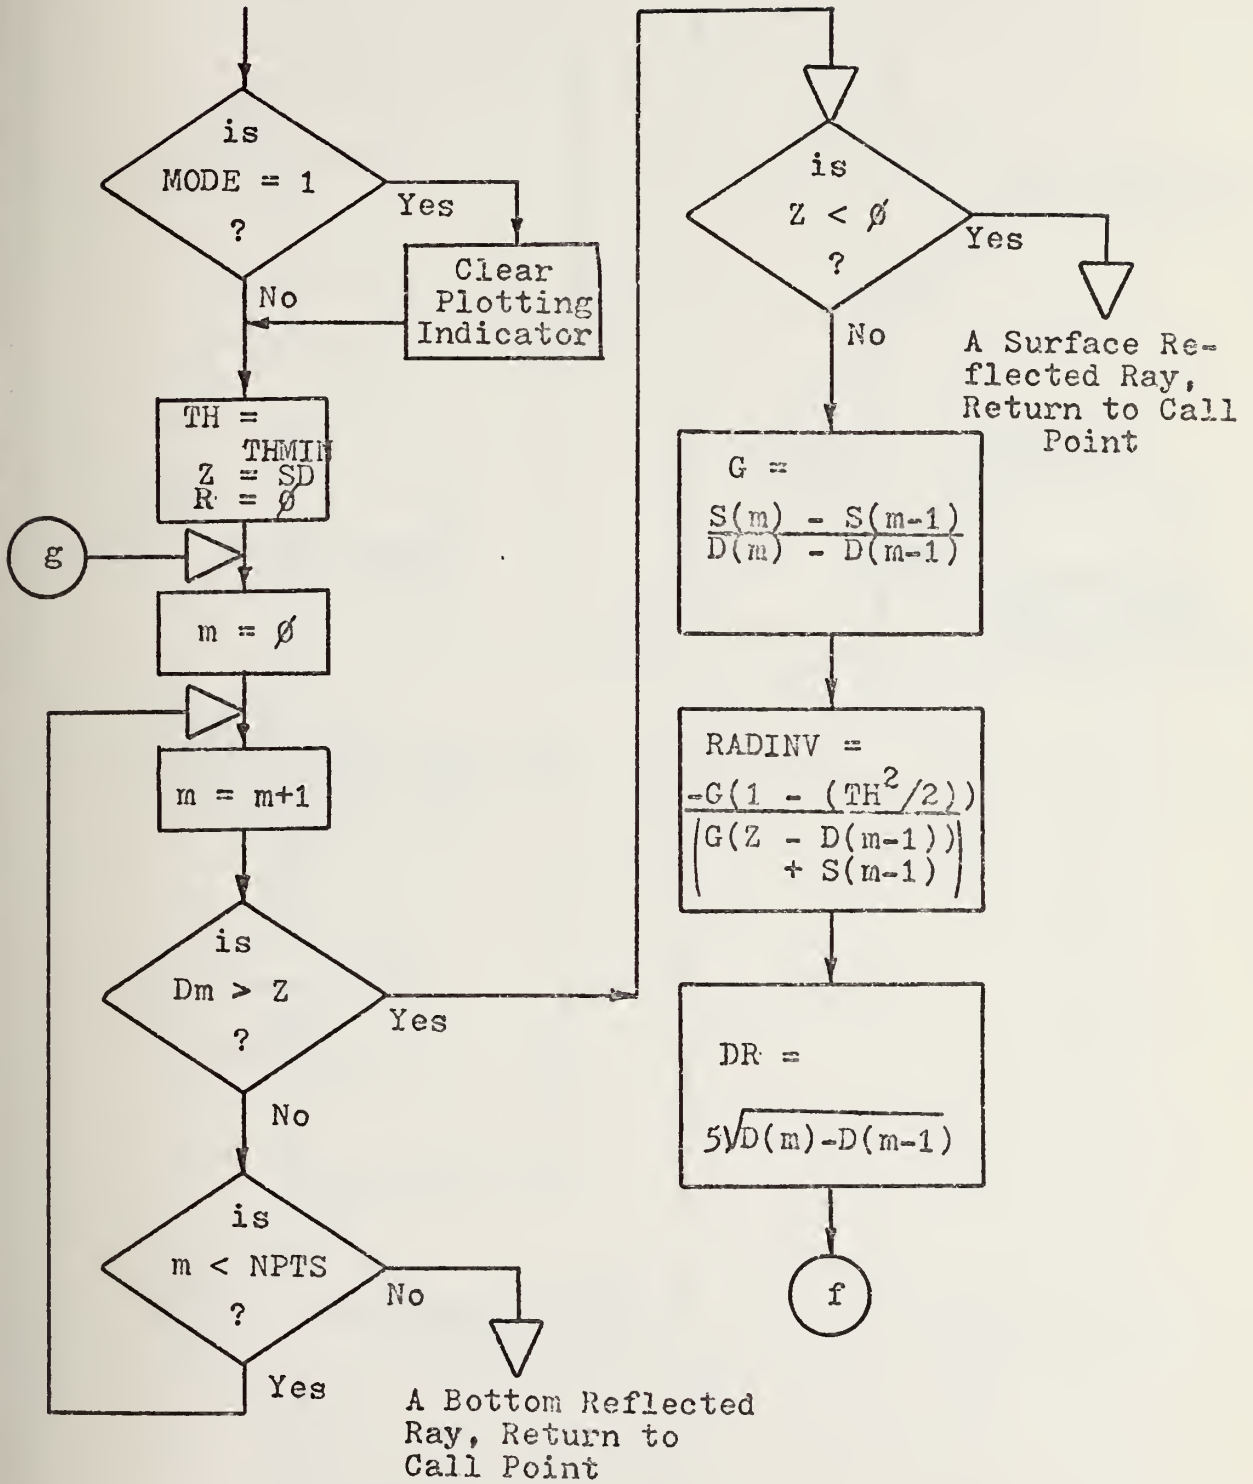 is
MODE = 1
?
Yes
Clear
Plotting
Indicator
No
TH =
THMIN
Z = SD
R = Ø
g
m = Ø
m = m+1
is
Dm > Z
?
Yes
No
is
m < NPTS
?
No
Yes
A Bottom Reflected
Ray, Return to
Call Point
is
Z < Ø
?
Yes
No
A Surface Re-
flected Ray,
Return to Call
Point
G =
S(m) - S(m-1)
D(m) - D(m-1)
RADINV =
-G(1 - (TH²/2))
(G(Z - D(m-1))
+ S(m-1))
DR =
5√D(m)-D(m-1)
f